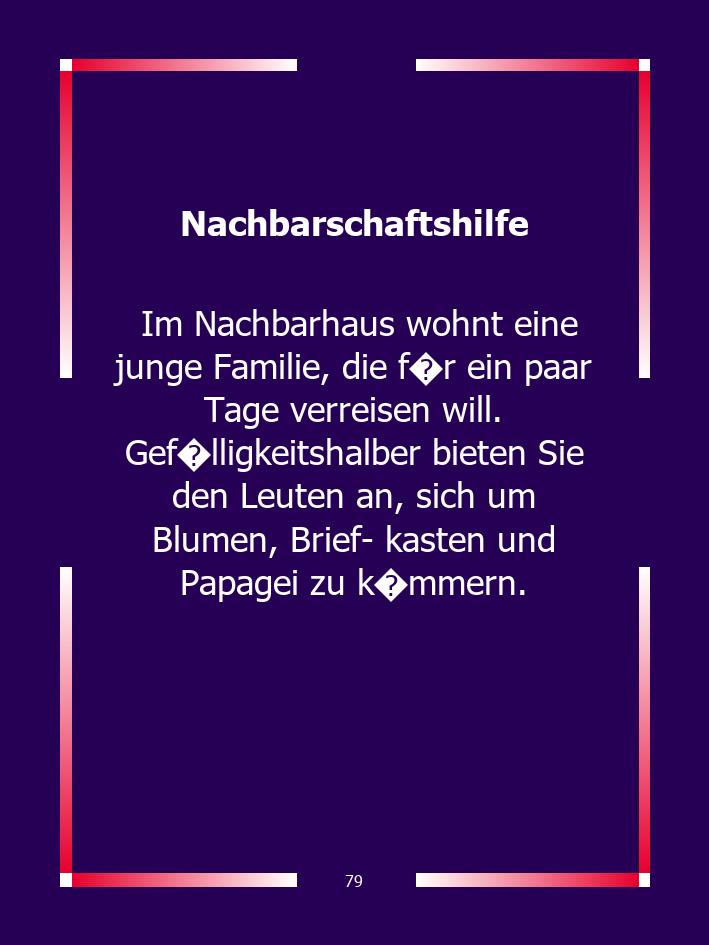 Nachbarschaftshilfe
Im Nachbarhaus wohnt eine
junge Familie, die f�r ein paar
Tage verreisen will.
Gef�lligkeitshalber bieten Sie
den Leuten an, sich um
Blumen, Brief- kasten und
Papagei zu k�mmern.
79